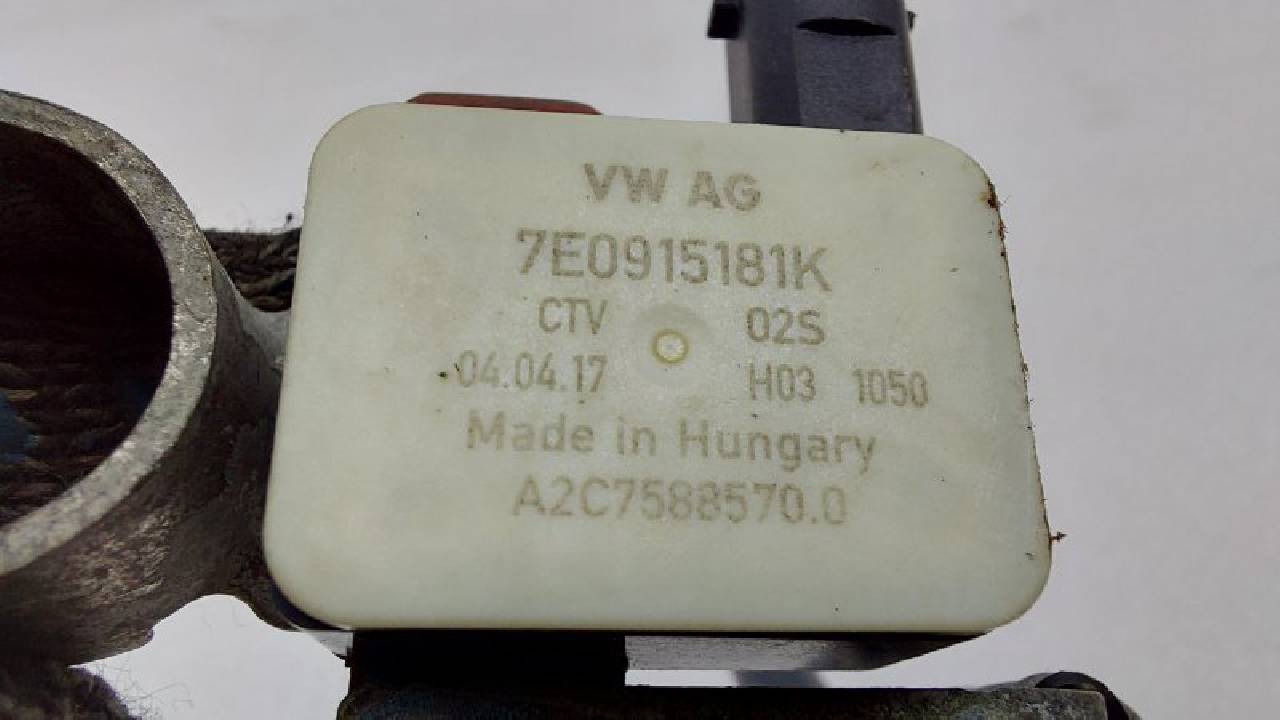 VW AG
7E0915181K
CTV 02S
04.04.17 H03 1050
Made in Hungary
A2C7588570.0